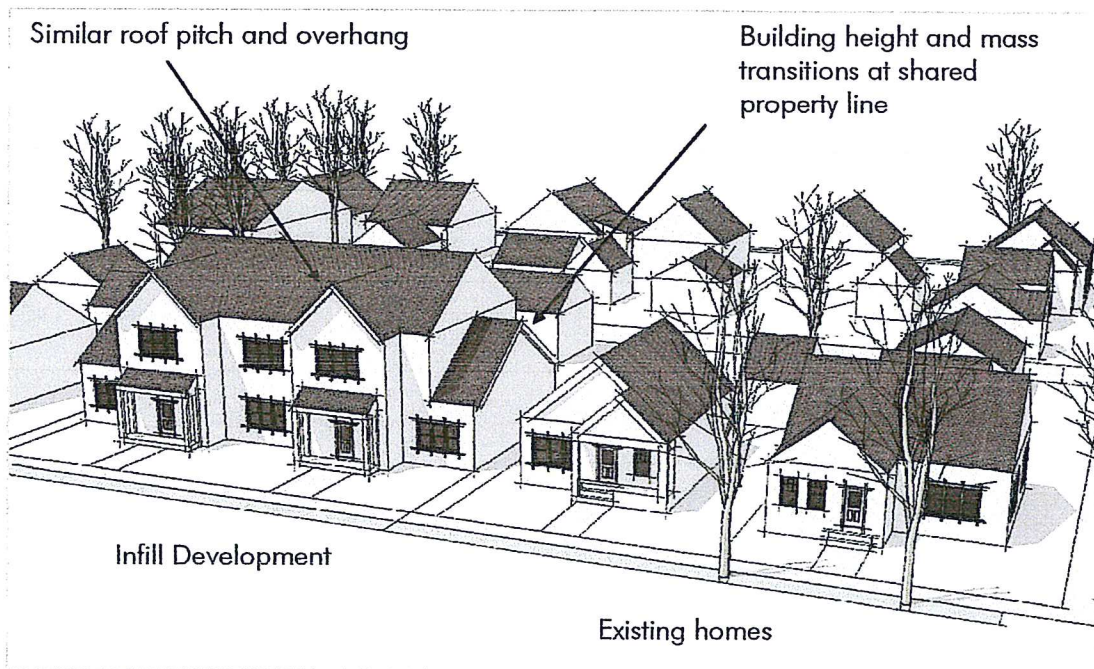 Similar roof pitch and overhang
Building height and mass
transitions at shared
property line
Infill Development
Existing homes